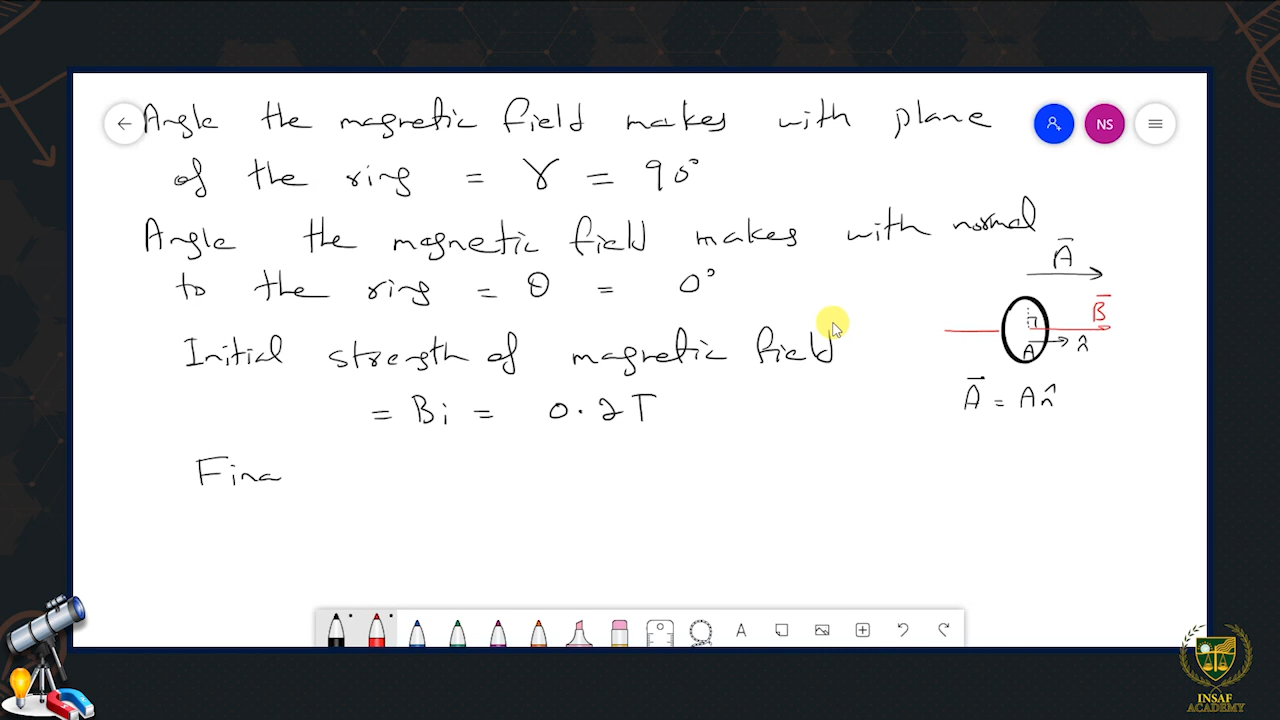 Angle the magnetic field makes with plane
of the ring = γ = 90°
Angle the magnetic field makes with normal
to the ring = θ = 0°
Initial strength of magnetic field
= Bi = 0.2T
Fina
A⃗
B⃗
A n̂
A⃗ = An̂
NS
A
INSAF
ACADEMY